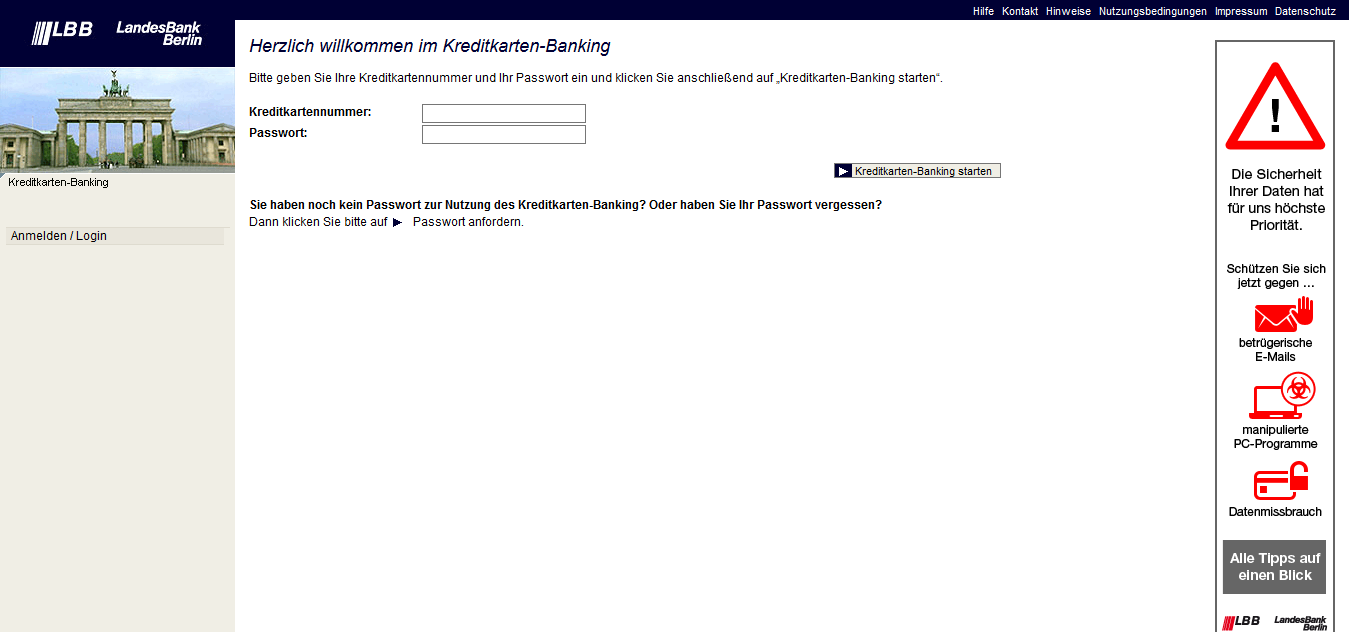 Hilfe Kontakt Hinweise Nutzungsbedingungen Impressum Datenschutz
LBB LandesBank
Berlin
Kreditkarten-Banking
Anmelden / Login
Herzlich willkommen im Kreditkarten-Banking
Bitte geben Sie Ihre Kreditkartennummer und Ihr Passwort ein und klicken Sie anschließend auf „Kreditkarten-Banking starten“.
Kreditkartennummer:
Passwort:
Kreditkarten-Banking starten
Sie haben noch kein Passwort zur Nutzung des Kreditkarten-Banking? Oder haben Sie Ihr Passwort vergessen?
Dann klicken Sie bitte auf ► Passwort anfordern.
!
Die Sicherheit
Ihrer Daten hat
für uns höchste
Priorität.
Schützen Sie sich
jetzt gegen ...
betrügerische
E-Mails
manipulierte
PC-Programme
Datenmissbrauch
Alle Tipps auf
einen Blick
LBB LandesBank
Berlin